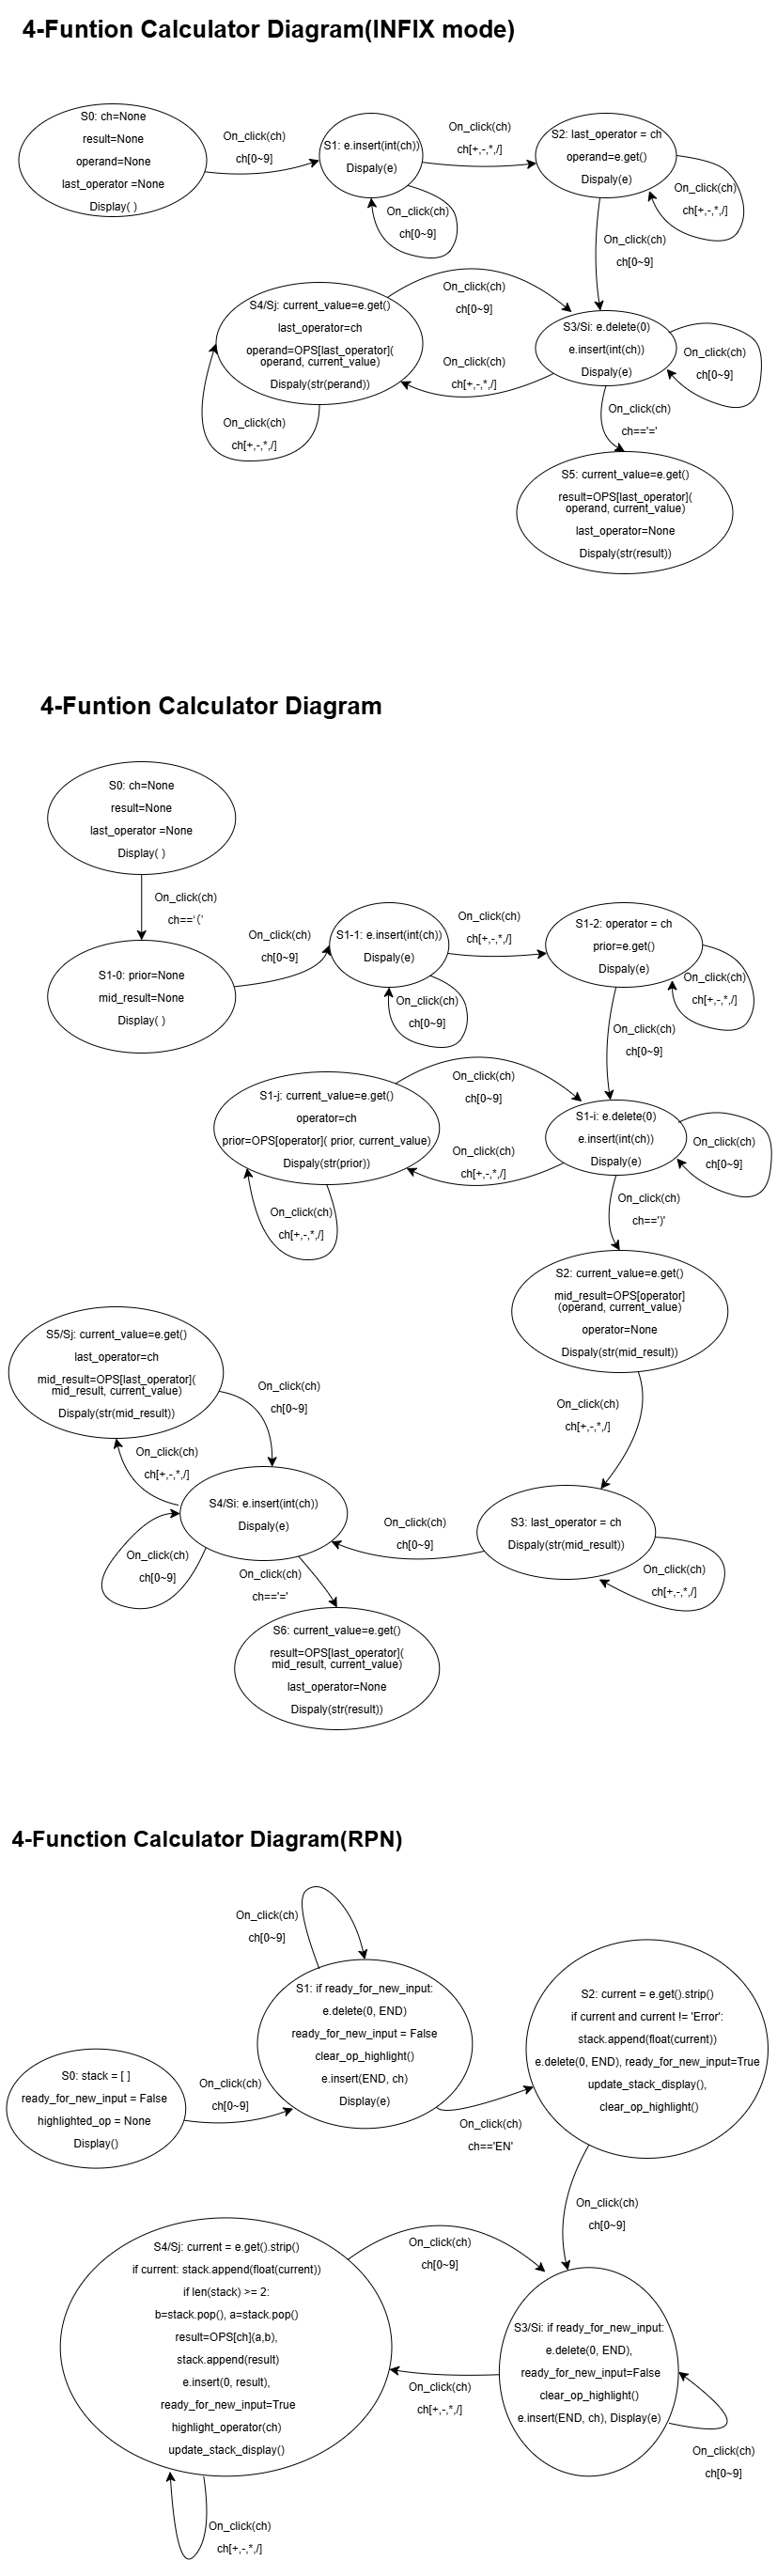 4-Funtion Calculator Diagram(INFIX mode)
S0: ch=None
result=None
operand=None
last_operator =None
Display( )
On_click(ch)
ch[0~9]
S1: e.insert(int(ch))
Dispaly(e)
On_click(ch)
ch[0~9]
On_click(ch)
ch[+,-,*,/]
S2: last_operator = ch
operand=e.get()
Dispaly(e)
On_click(ch)
ch[+,-,*,/]
On_click(ch)
ch[0~9]
S4/Sj: current_value=e.get()
last_operator=ch
operand=OPS[last_operator](
operand, current_value)
Dispaly(str(perand))
On_click(ch)
ch[+,-,*,/]
On_click(ch)
ch[0~9]
On_click(ch)
ch[+,-,*,/]
S3/Si: e.delete(0)
e.insert(int(ch))
Dispaly(e)
On_click(ch)
ch[0~9]
On_click(ch)
ch=='='
S5: current_value=e.get()
result=OPS[last_operator](
operand, current_value)
last_operator=None
Dispaly(str(result))
4-Funtion Calculator Diagram
S0: ch=None
result=None
last_operator =None
Display( )
On_click(ch)
ch=='('
S1-0: prior=None
mid_result=None
Display( )
On_click(ch)
ch[0~9]
S1-1: e.insert(int(ch))
Dispaly(e)
On_click(ch)
ch[0~9]
On_click(ch)
ch[+,-,*,/]
S1-2: operator = ch
prior=e.get()
Dispaly(e)
On_click(ch)
ch[+,-,*,/]
On_click(ch)
ch[0~9]
S1-j: current_value=e.get()
operator=ch
prior=OPS[operator]( prior, current_value)
Dispaly(str(prior))
On_click(ch)
ch[+,-,*,/]
On_click(ch)
ch[0~9]
On_click(ch)
ch[+,-,*,/]
S1-i: e.delete(0)
e.insert(int(ch))
Dispaly(e)
On_click(ch)
ch[0~9]
On_click(ch)
ch==')'
S2: current_value=e.get()
mid_result=OPS[operator]
(operand, current_value)
operator=None
Dispaly(str(mid_result))
On_click(ch)
ch[+,-,*,/]
S3: last_operator = ch
Dispaly(str(mid_result))
On_click(ch)
ch[+,-,*,/]
On_click(ch)
ch[0~9]
S5/Sj: current_value=e.get()
last_operator=ch
mid_result=OPS[last_operator](
mid_result, current_value)
Dispaly(str(mid_result))
On_click(ch)
ch[0~9]
On_click(ch)
ch[+,-,*,/]
S4/Si: e.insert(int(ch))
Dispaly(e)
On_click(ch)
ch[0~9]
On_click(ch)
ch=='='
S6: current_value=e.get()
result=OPS[last_operator](
mid_result, current_value)
last_operator=None
Dispaly(str(result))
4-Function Calculator Diagram(RPN)
On_click(ch)
ch[0~9]
S0: stack = [ ]
ready_for_new_input = False
highlighted_op = None
Display()
On_click(ch)
ch[0~9]
S1: if ready_for_new_input:
e.delete(0, END)
ready_for_new_input = False
clear_op_highlight()
e.insert(END, ch)
Display(e)
On_click(ch)
ch=='EN'
S2: current = e.get().strip()
if current and current != 'Error':
stack.append(float(current))
e.delete(0, END), ready_for_new_input=True
update_stack_display(),
clear_op_highlight()
On_click(ch)
ch[0~9]
S4/Sj: current = e.get().strip()
if current: stack.append(float(current))
if len(stack) >= 2:
b=stack.pop(), a=stack.pop()
result=OPS[ch](a,b),
stack.append(result)
e.insert(0, result),
ready_for_new_input=True
highlight_operator(ch)
update_stack_display()
On_click(ch)
ch[0~9]
On_click(ch)
ch[+,-,*,/]
S3/Si: if ready_for_new_input:
e.delete(0, END),
ready_for_new_input=False
clear_op_highlight()
e.insert(END, ch), Display(e)
On_click(ch)
ch[0~9]
On_click(ch)
ch[+,-,*,/]